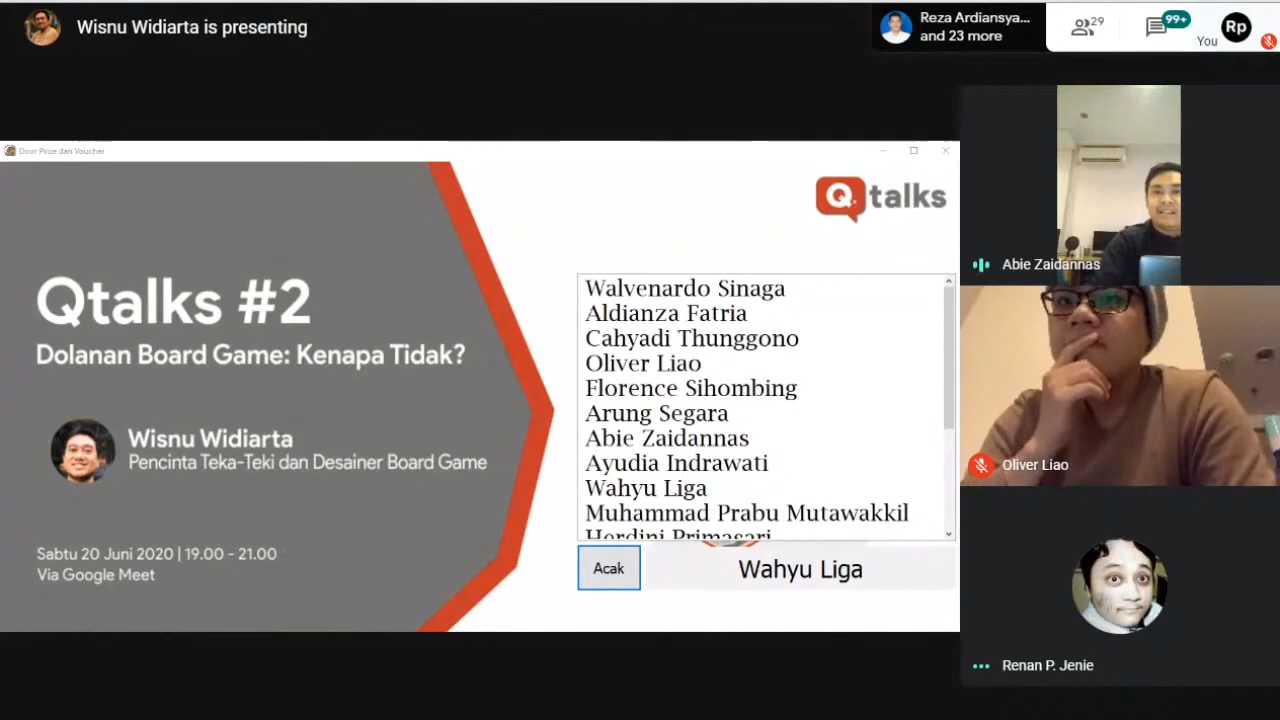 Wisnu Widiarta is presenting
Reza Ardiansya...
and 23 more
29
99+
You
Rp
Door Prize dan Voucher
Q. talks
Qtalks #2
Dolanan Board Game: Kenapa Tidak?
Wisnu Widiarta
Pencinta Teka-Teki dan Desainer Board Game
Sabtu 20 Juni 2020 | 19.00 - 21.00
Via Google Meet
Walvenardo Sinaga
Aldianza Fatria
Cahyadi Thunggono
Oliver Liao
Florence Sihombing
Arung Segara
Abie Zaidannas
Ayudia Indrawati
Wahyu Liga
Muhammad Prabu Mutawakkil
Herdini Primasari
Acak
Wahyu Liga
Abie Zaidannas
Oliver Liao
Renan P. Jenie